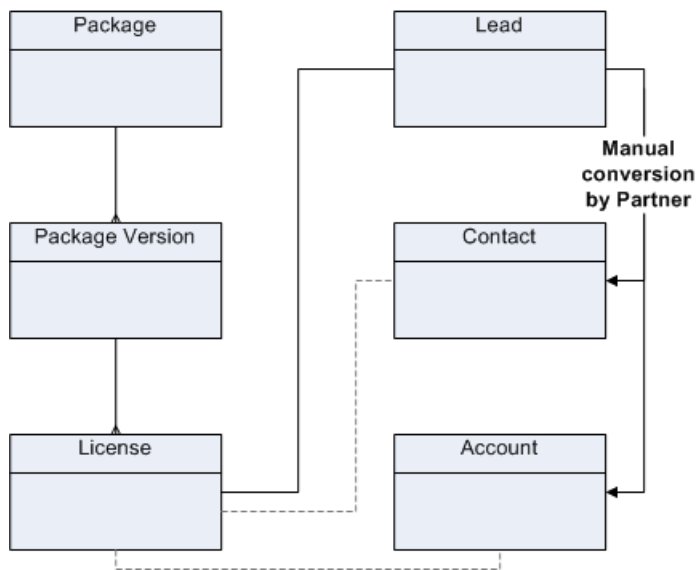 Package
Lead
Manual
conversion
by Partner
Package Version
Contact
License
Account